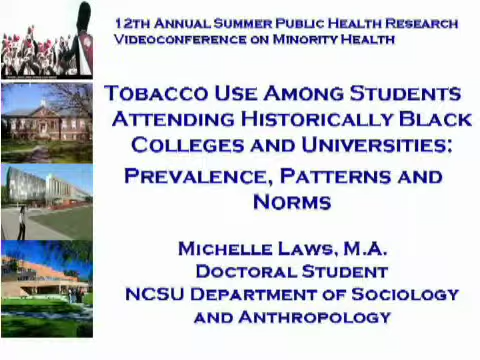 12th Annual Summer Public Health Research
Videoconference on Minority Health
Tobacco Use Among Students
Attending Historically Black
Colleges and Universities:
Prevalence, Patterns and
Norms
Michelle Laws, M.A.
Doctoral Student
NCSU Department of Sociology
and Anthropology